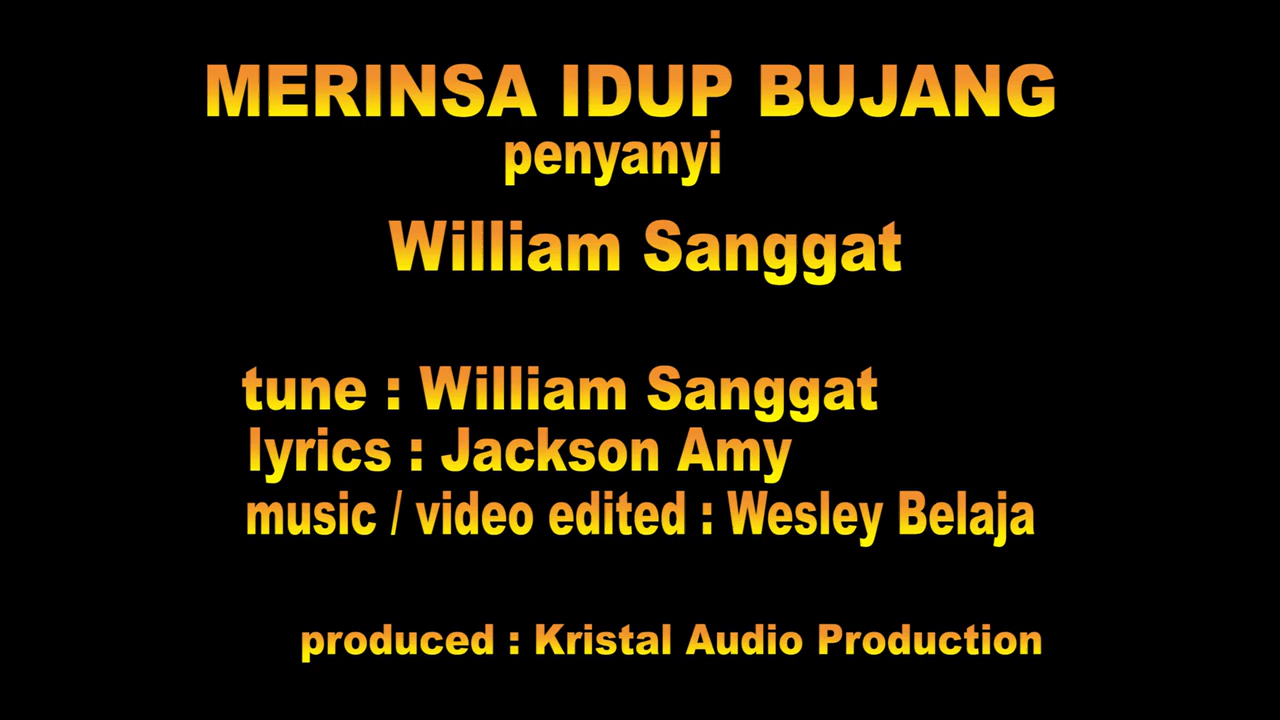 MERINSA IDUP BUJANG
penyanyi
William Sanggat
tune : William Sanggat
lyrics : Jackson Amy
music / video edited : Wesley Belaja
produced : Kristal Audio Production